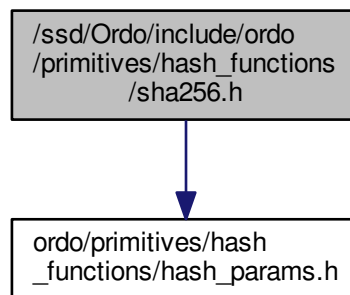 /ssd/Ordo/include/ordo
/primitives/hash_functions
/sha256.h
ordo/primitives/hash
_functions/hash_params.h